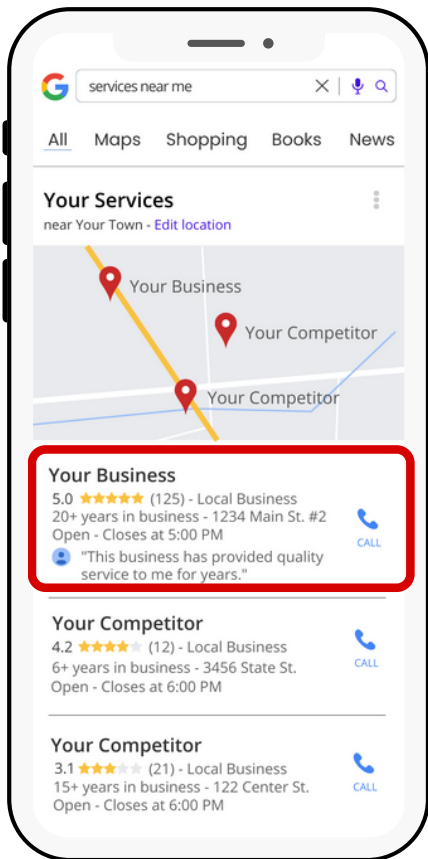 G services near me
All Maps Shopping Books News
Your Services
near Your Town - Edit location
Your Business
Your Competitor
Your Competitor
Your Business
5.0 (125) - Local Business
20+ years in business - 1234 Main St. #2
Open - Closes at 5:00 PM
CALL
"This business has provided quality
service to me for years."
Your Competitor
4.2 (12) - Local Business
6+ years in business - 3456 State St.
Open - Closes at 6:00 PM
CALL
Your Competitor
3.1 (21) - Local Business
15+ years in business - 122 Center St.
Open - Closes at 6:00 PM
CALL